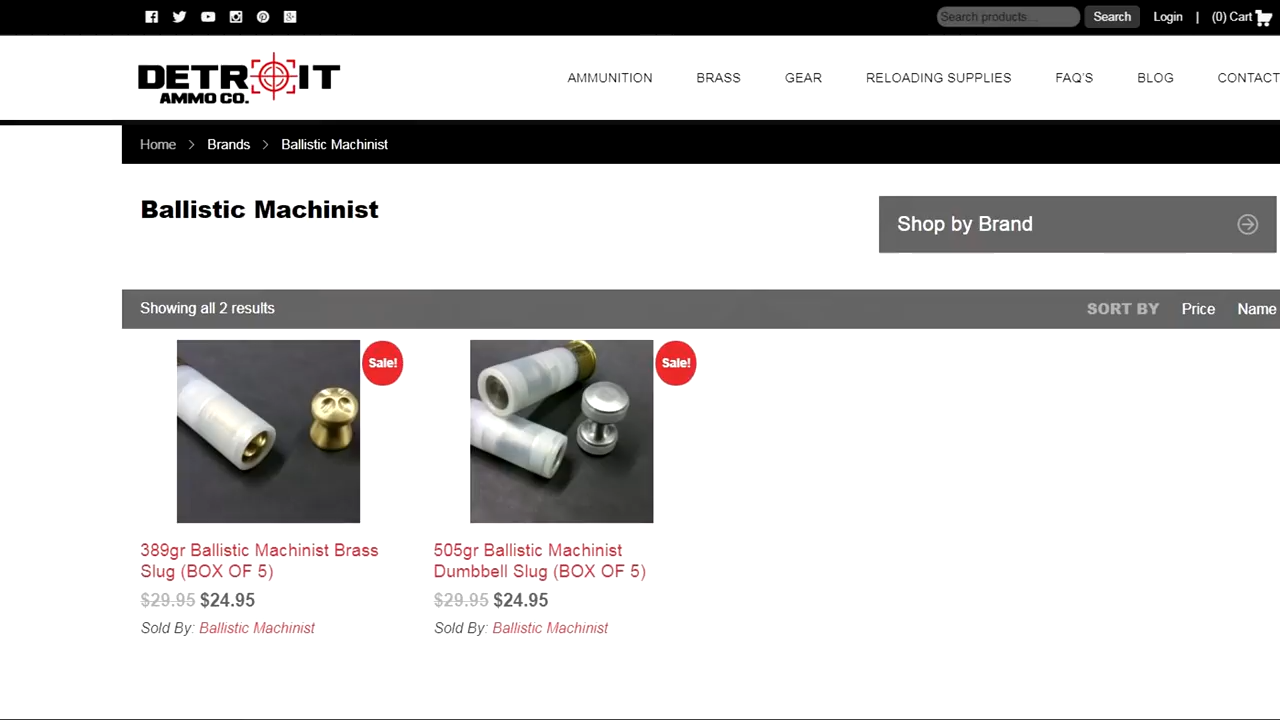 Search products...
Search
Login
|
(0) Cart
DETROIT
AMMO CO.
AMMUNITION
BRASS
GEAR
RELOADING SUPPLIES
FAQ'S
BLOG
CONTACT
Home > Brands > Ballistic Machinist
Ballistic Machinist
Shop by Brand
Showing all 2 results
SORT BY
Price
Name
Sale!
Sale!
389gr Ballistic Machinist Brass
Slug (BOX OF 5)
$29.95 $24.95
Sold By: Ballistic Machinist
505gr Ballistic Machinist
Dumbbell Slug (BOX OF 5)
$29.95 $24.95
Sold By: Ballistic Machinist